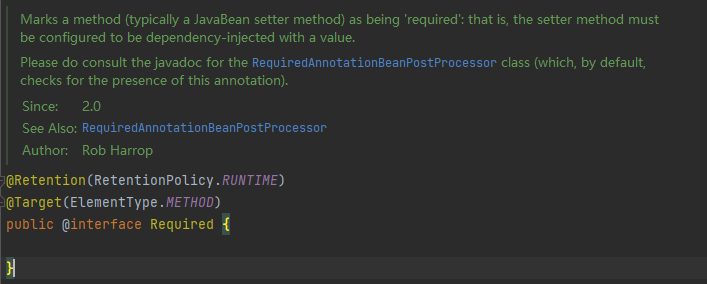 Marks a method (typically a JavaBean setter method) as being 'required': that is, the setter method must
be configured to be dependency-injected with a value.
Please do consult the javadoc for the RequiredAnnotationBeanPostProcessor class (which, by default,
checks for the presence of this annotation).
Since: 2.0
See Also: RequiredAnnotationBeanPostProcessor
Author: Rob Harrop
@Retention(RetentionPolicy.RUNTIME)
@Target(ElementType.METHOD)
public @interface Required {
}